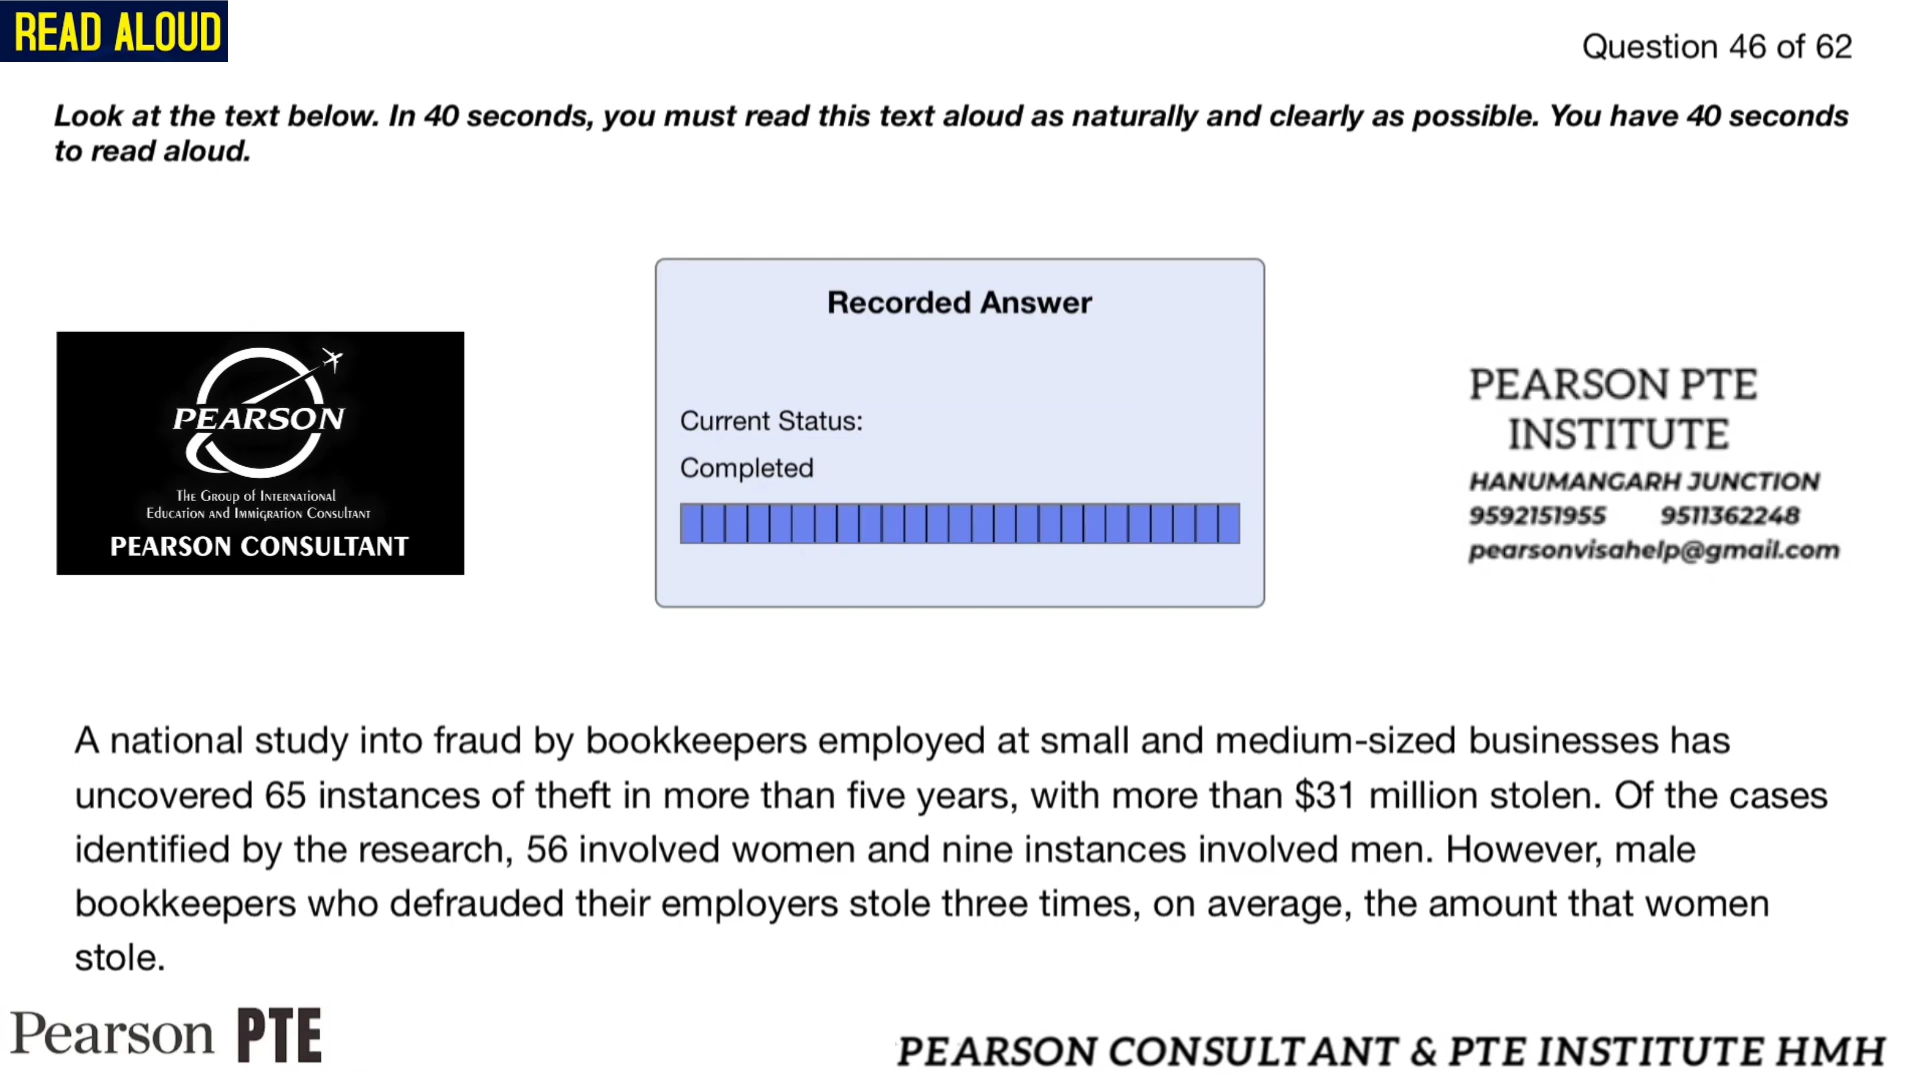 READ ALOUD
Question 46 of 62
Look at the text below. In 40 seconds, you must read this text aloud as naturally and clearly as possible. You have 40 seconds
to read aloud.
Recorded Answer
Current Status:
Completed
PEARSON
The Group of International
Education and Immigration Consultant
PEARSON CONSULTANT
PEARSON PTE
INSTITUTE
HANUMANGARH JUNCTION
9592151955 9511362248
pearsonvisahelp@gmail.com
A national study into fraud by bookkeepers employed at small and medium-sized businesses has
uncovered 65 instances of theft in more than five years, with more than $31 million stolen. Of the cases
identified by the research, 56 involved women and nine instances involved men. However, male
bookkeepers who defrauded their employers stole three times, on average, the amount that women
stole.
Pearson PTE
PEARSON CONSULTANT & PTE INSTITUTE HMH